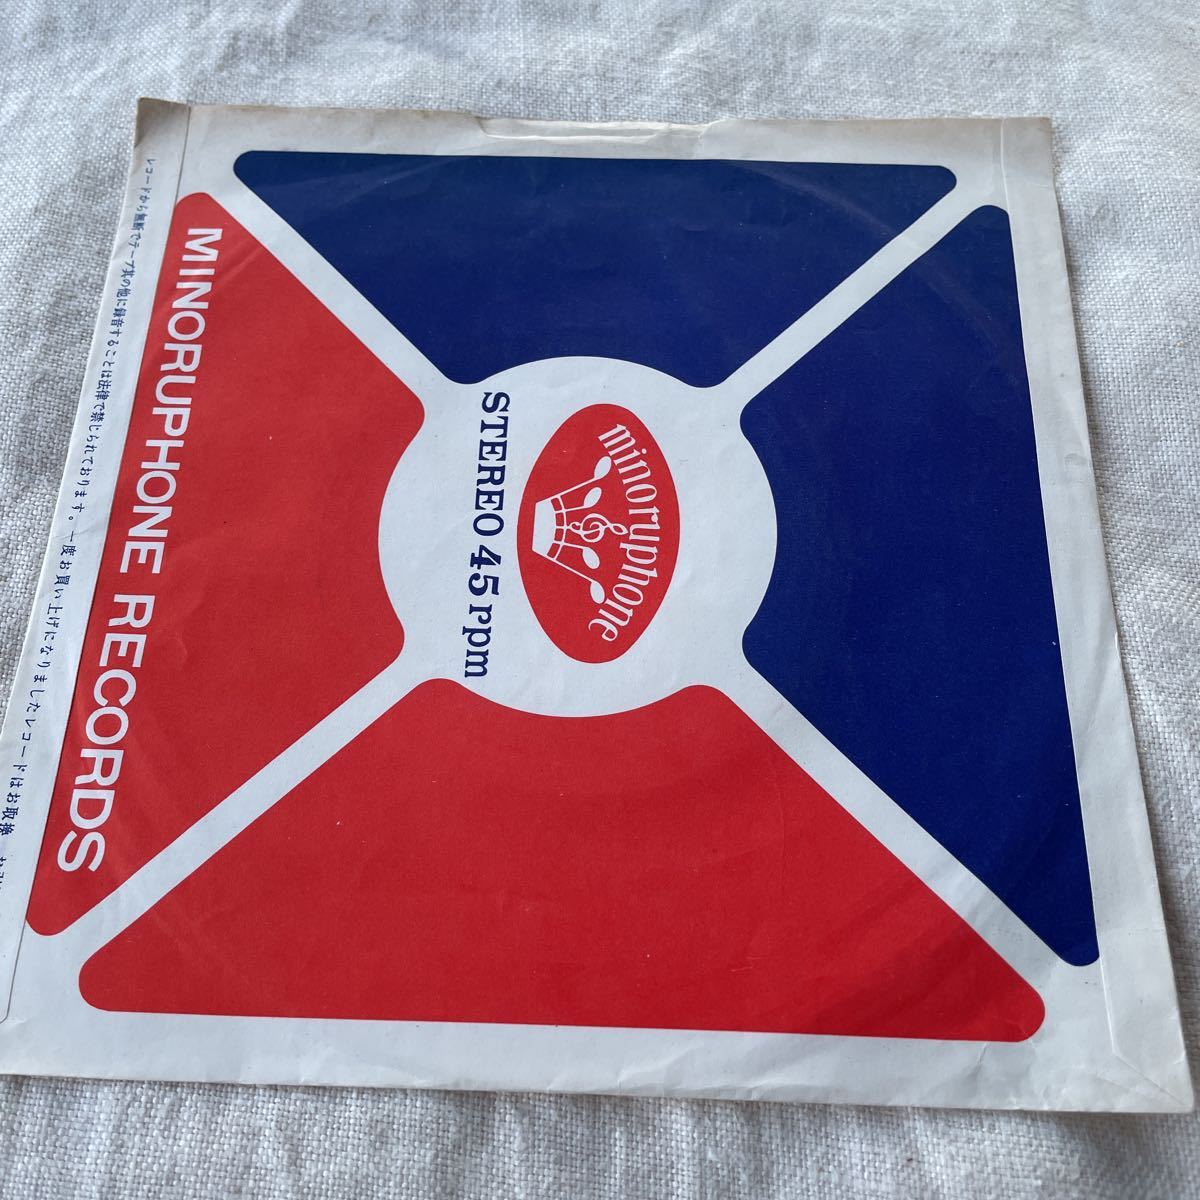 MINORUPHONE RECORDS
STEREO 45 rpm
minoruphone
レコードから無断でテープ其の他に録音することは法律で禁じられております。一度お買い上げになりましたレコードはお取換